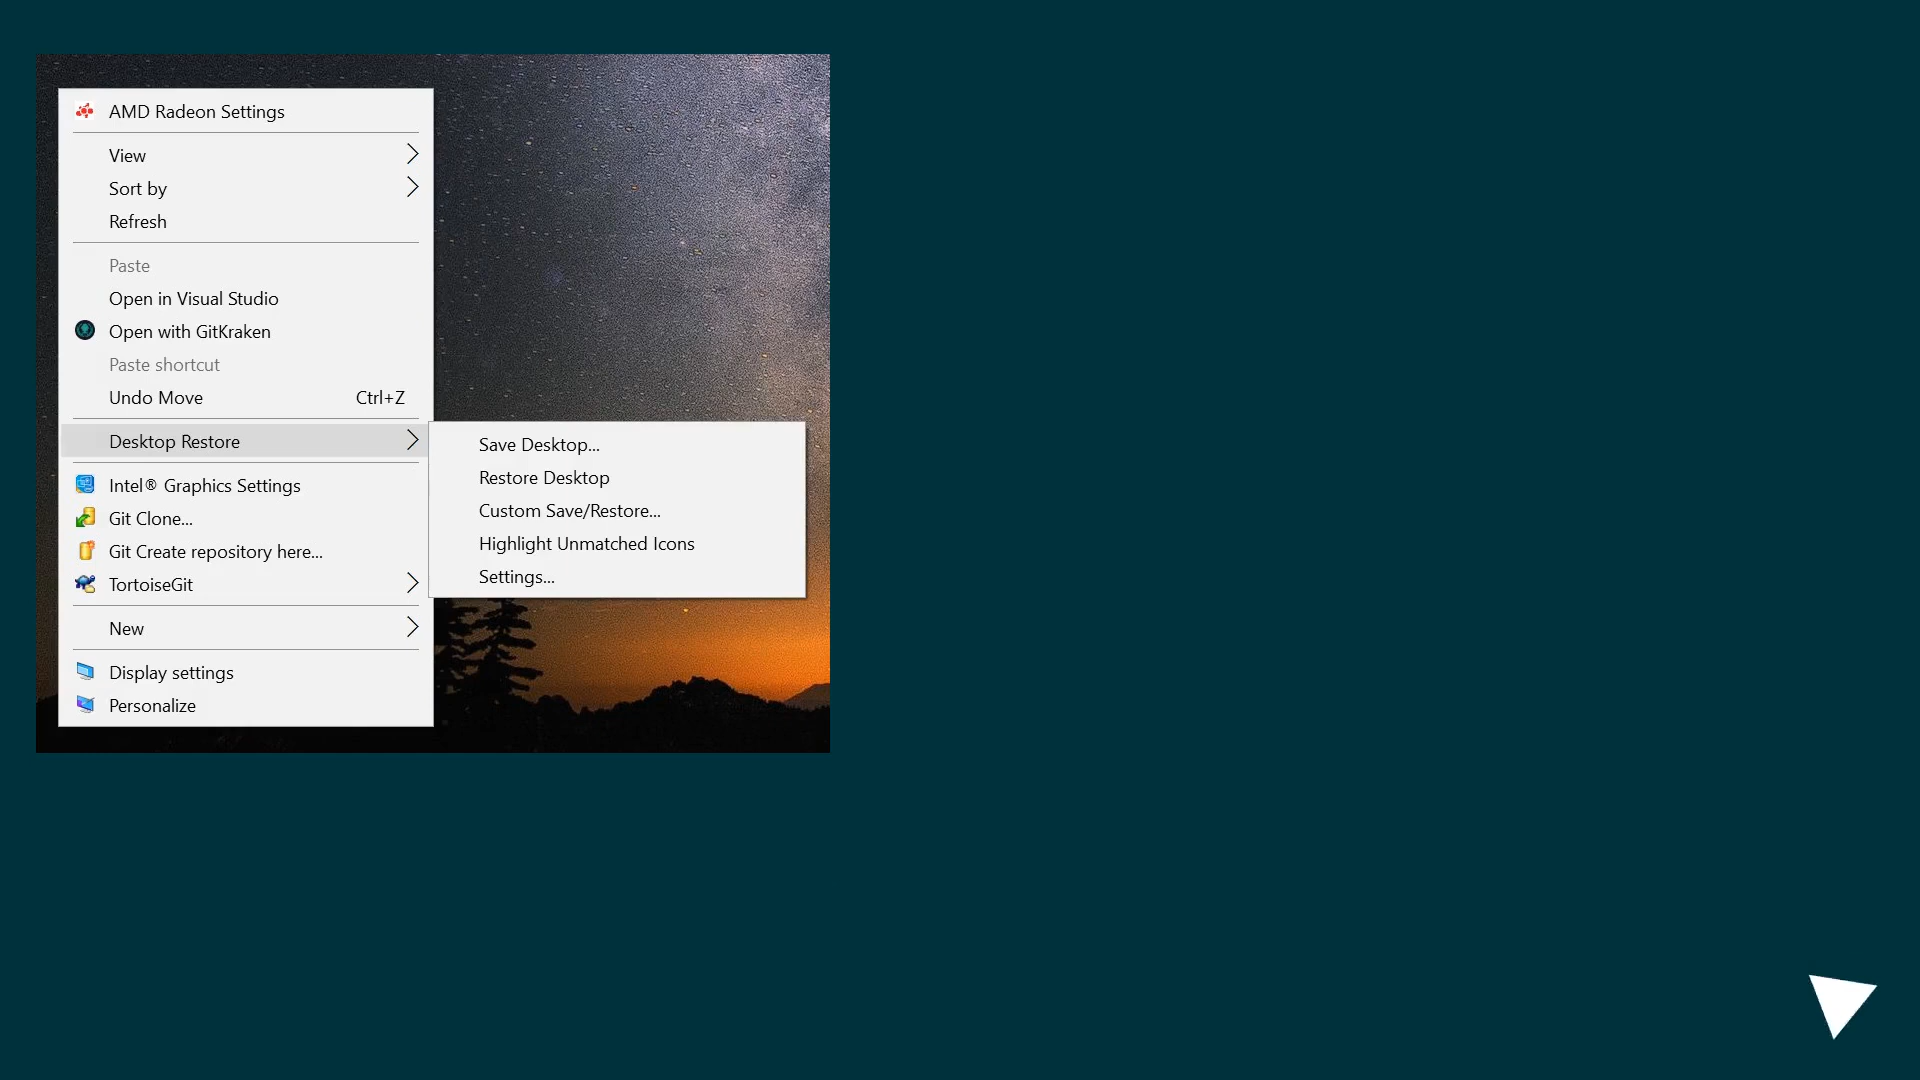 AMD Radeon Settings
View
Sort by
Refresh
Paste
Open in Visual Studio
Open with GitKraken
Paste shortcut
Undo Move Ctrl+Z
Desktop Restore
Save Desktop...
Restore Desktop
Custom Save/Restore...
Highlight Unmatched Icons
Settings...
Intel® Graphics Settings
Git Clone...
Git Create repository here...
TortoiseGit
New
Display settings
Personalize